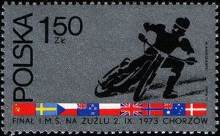 POLSKA
1,50
ZŁ
FINAŁ I.M.Ś. NA ŻUŻLU 2. IX. 1973 CHORZÓW